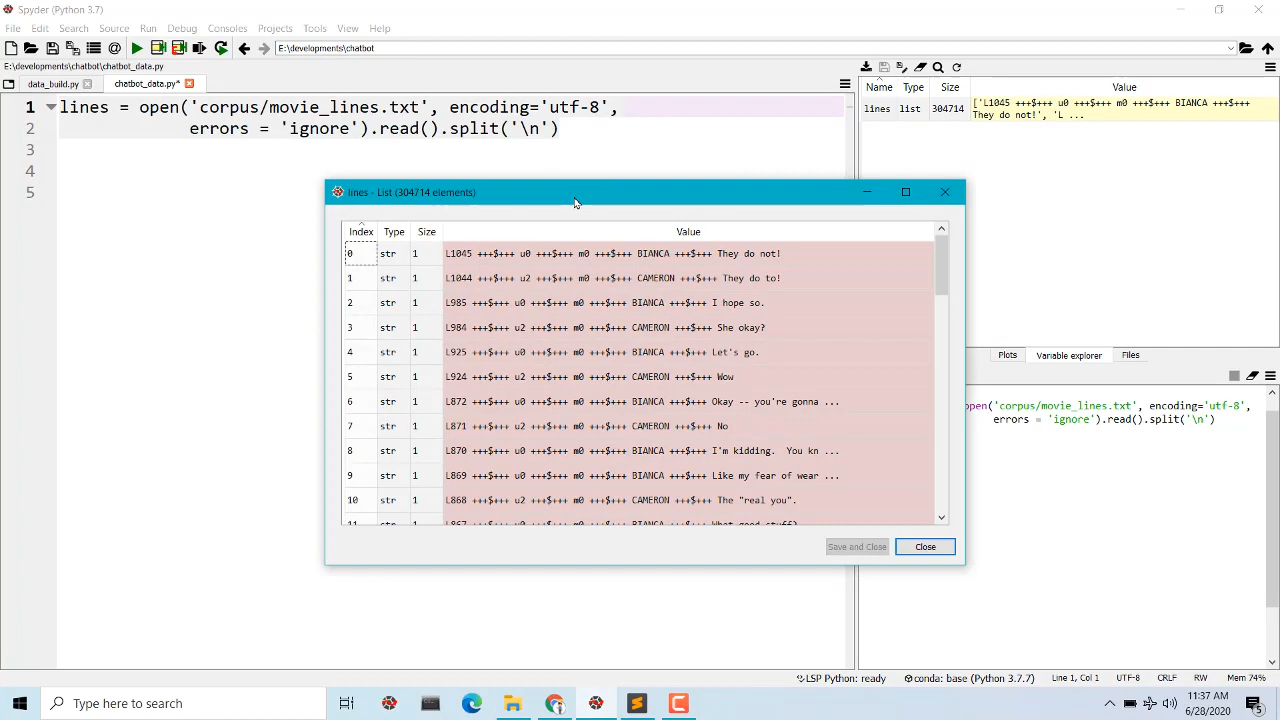 Spyder (Python 3.7)
File Edit Search Source Run Debug Consoles Projects Tools View Help
E:\developments\chatbot
E:\developments\chatbot\chatbot_data.py
data_build.py chatbot_data.py*
1 lines = open('corpus/movie_lines.txt', encoding='utf-8',
2 errors = 'ignore').read().split('\n')
3
4
5
Name Type Size Value
lines list 304714 ['L1045 +++$+++ u0 +++$+++ m0 +++$+++ BIANCA +++$+++
They do not!', 'L ...
lines - List (304714 elements)
Index Type Size Value
0 str 1 L1045 +++$+++ u0 +++$+++ m0 +++$+++ BIANCA +++$+++ They do not!
1 str 1 L1044 +++$+++ u2 +++$+++ m0 +++$+++ CAMERON +++$+++ They do to!
2 str 1 L985 +++$+++ u0 +++$+++ m0 +++$+++ BIANCA +++$+++ I hope so.
3 str 1 L984 +++$+++ u2 +++$+++ m0 +++$+++ CAMERON +++$+++ She okay?
4 str 1 L925 +++$+++ u0 +++$+++ m0 +++$+++ BIANCA +++$+++ Let's go.
5 str 1 L924 +++$+++ u2 +++$+++ m0 +++$+++ CAMERON +++$+++ Wow
6 str 1 L872 +++$+++ u0 +++$+++ m0 +++$+++ BIANCA +++$+++ Okay -- you're gonna ...
7 str 1 L871 +++$+++ u2 +++$+++ m0 +++$+++ CAMERON +++$+++ No
8 str 1 L870 +++$+++ u0 +++$+++ m0 +++$+++ BIANCA +++$+++ I'm kidding.  You kn ...
9 str 1 L869 +++$+++ u0 +++$+++ m0 +++$+++ BIANCA +++$+++ Like my fear of wear ...
10 str 1 L868 +++$+++ u2 +++$+++ m0 +++$+++ CAMERON +++$+++ The "real you".
11 str 1 L867 +++$+++ u0 +++$+++ m0 +++$+++ BIANCA +++$+++ What good stuff?
Save and Close Close
Plots Variable explorer Files
open('corpus/movie_lines.txt', encoding='utf-8',
errors = 'ignore').read().split('\n')
LSP Python: ready conda: base (Python 3.7.7) Line 1, Col 1 UTF-8 CRLF RW Mem 74%
Type here to search
11:37 AM
6/28/2020
5